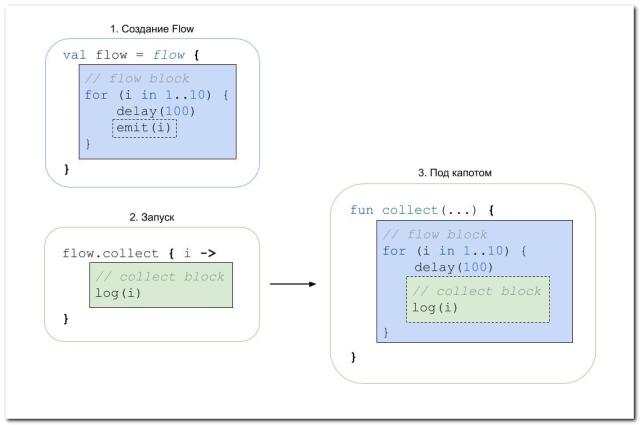 1. Создание Flow
val flow = flow {
// flow block
for (i in 1..10) {
delay(100)
emit(i)
}
}
2. Запуск
flow.collect { i ->
// collect block
log(i)
}
3. Под капотом
fun collect(...) {
// flow block
for (i in 1..10) {
delay(100)
// collect block
log(i)
}
}